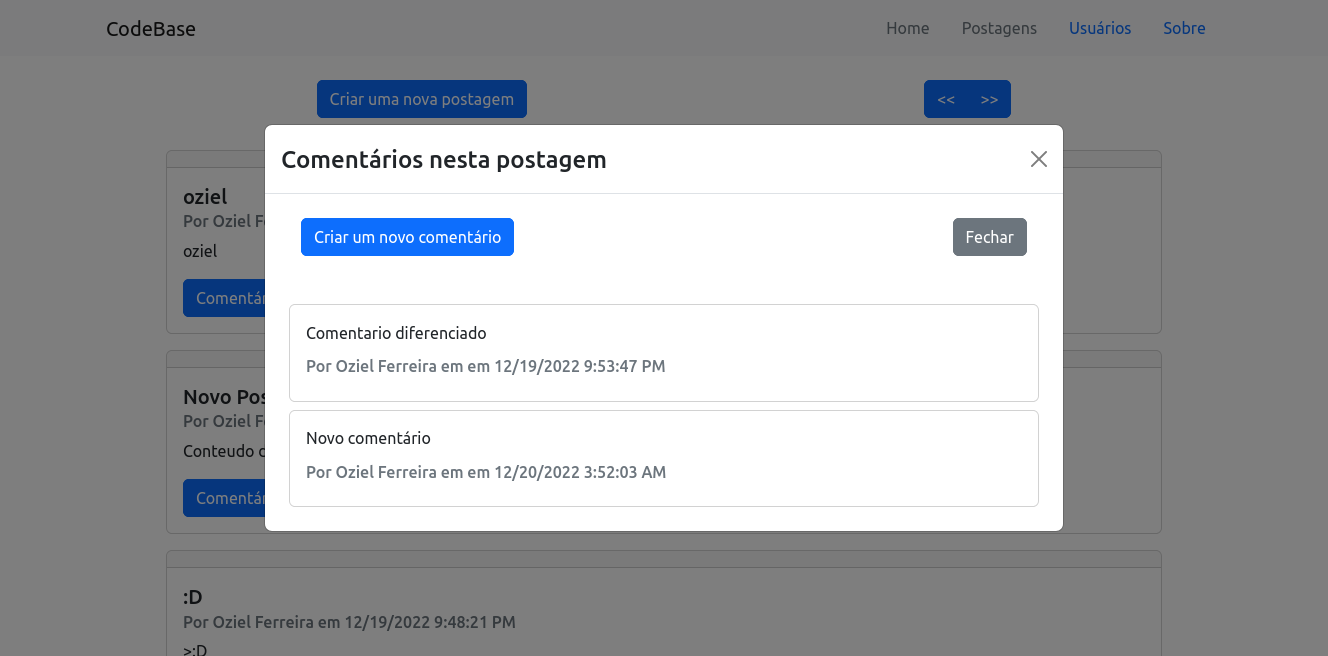 CodeBase
Home Postagens Usuários Sobre
Criar uma nova postagem
<< >>
Comentários nesta postagem
Criar um novo comentário
Fechar
Comentario diferenciado
Por Oziel Ferreira em em 12/19/2022 9:53:47 PM
Novo comentário
Por Oziel Ferreira em em 12/20/2022 3:52:03 AM
oziel
Por Oziel
oziel
Novo
Por Oziel
Conteudo
:D
Por Oziel Ferreira em 12/19/2022 9:48:21 PM
>:D